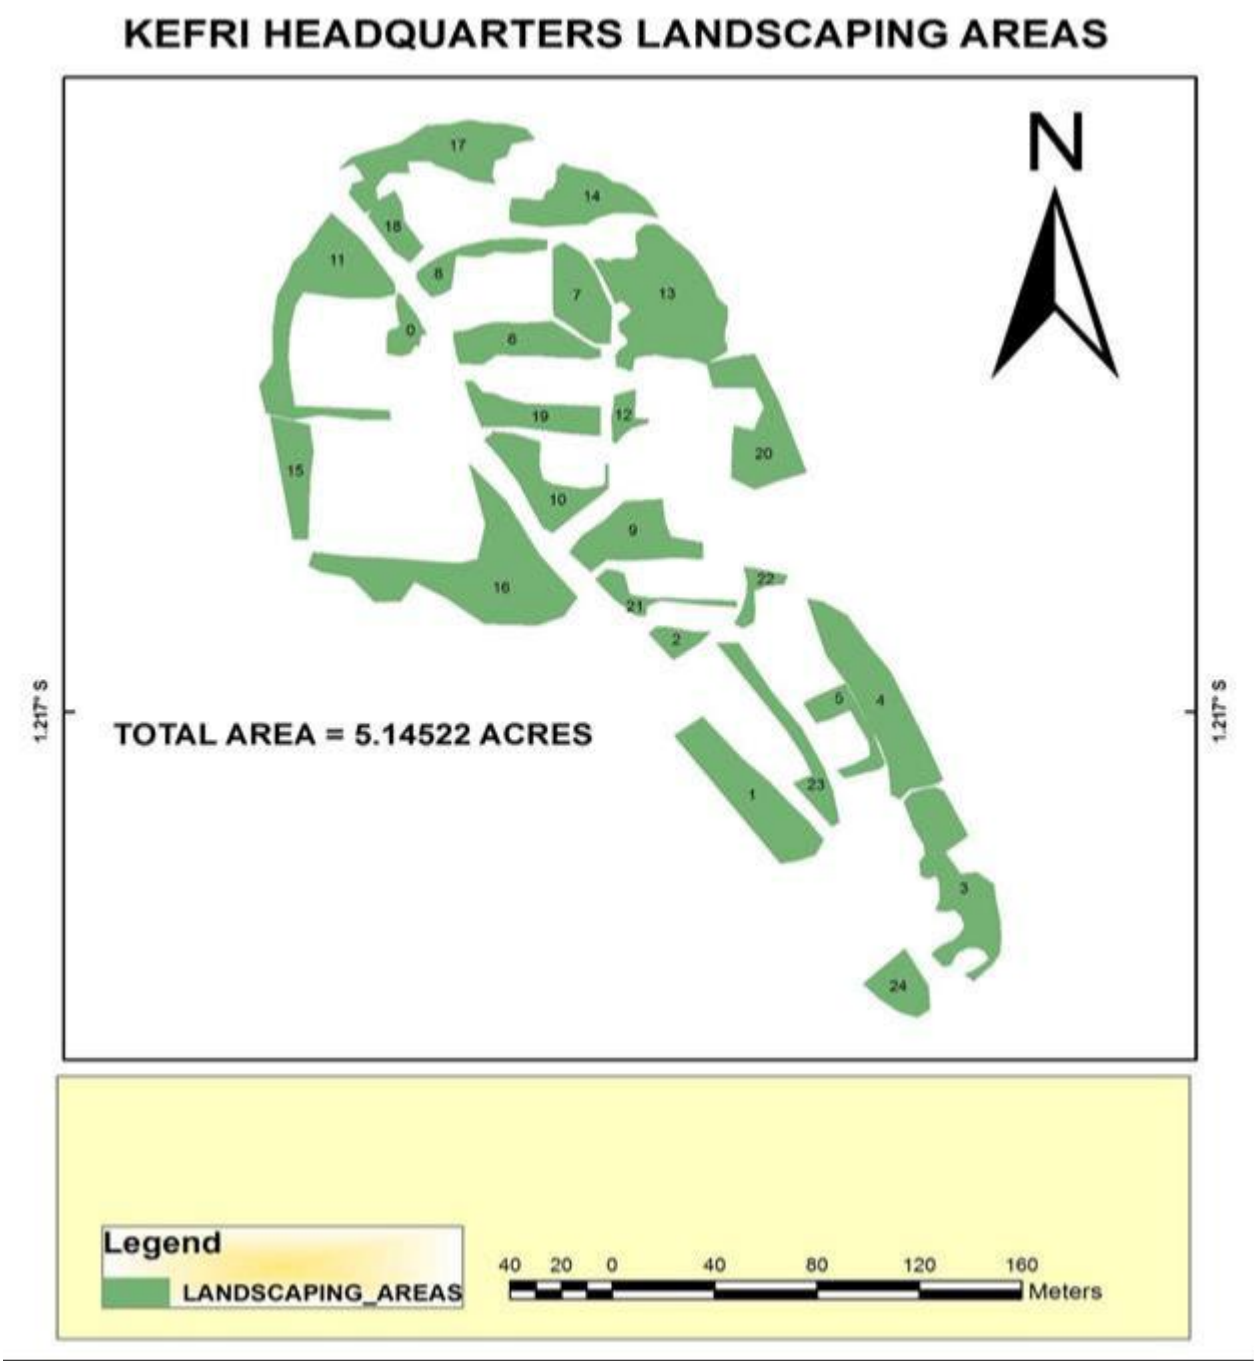 KEFRI HEADQUARTERS LANDSCAPING AREAS
N
17
14
18
11
8
7
13
0
6
19
12
20
15
10
9
16
22
21
2
5
4
1.217° S
1.217° S
TOTAL AREA = 5.14522 ACRES
23
1
3
24
Legend
LANDSCAPING_AREAS
40 20 0 40 80 120 160
Meters